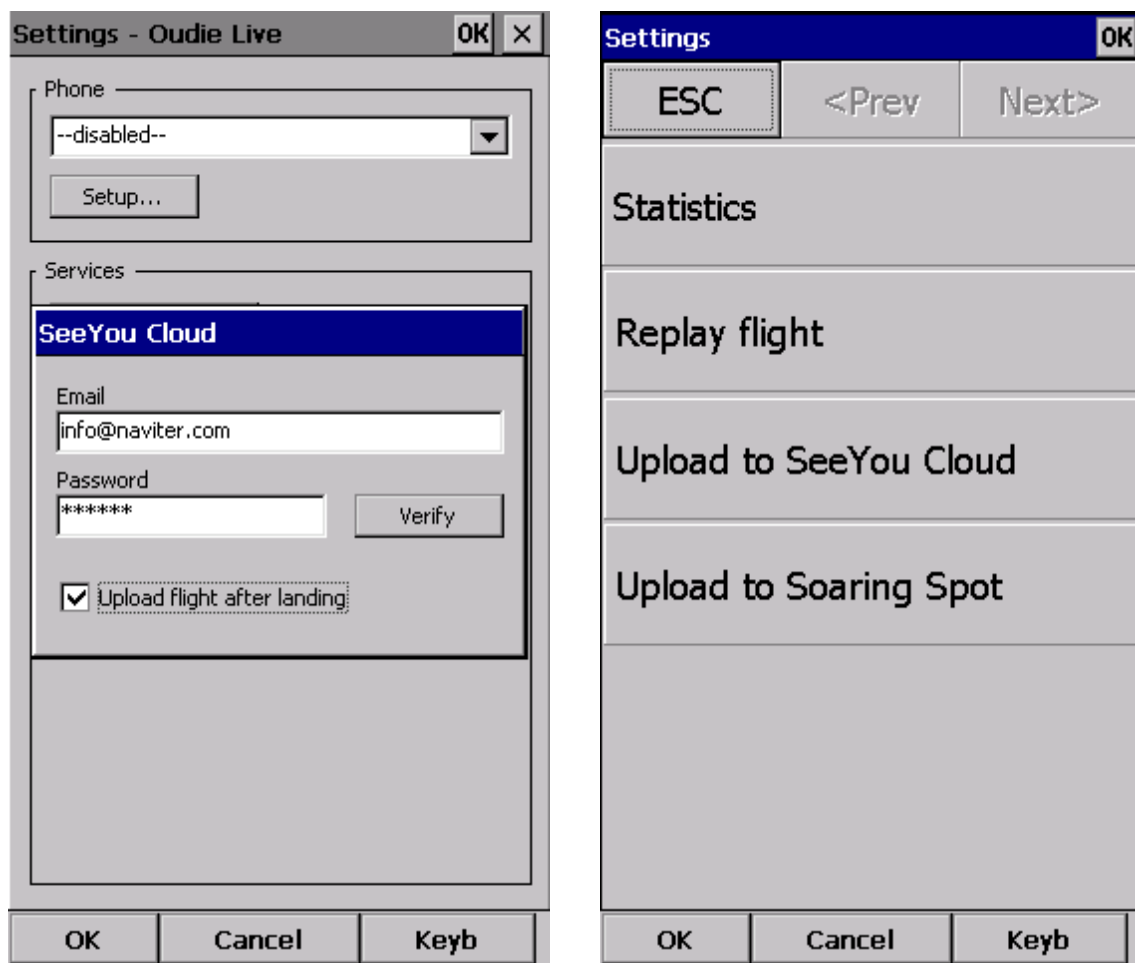 Settings - Oudie Live OK
Phone
--disabled--
Setup...
Services
SeeYou Cloud
Email
info@naviter.com
Password
******
Verify
Upload flight after landing
OK Cancel Keyb
Settings OK
ESC <Prev Next>
Statistics
Replay flight
Upload to SeeYou Cloud
Upload to Soaring Spot
OK Cancel Keyb